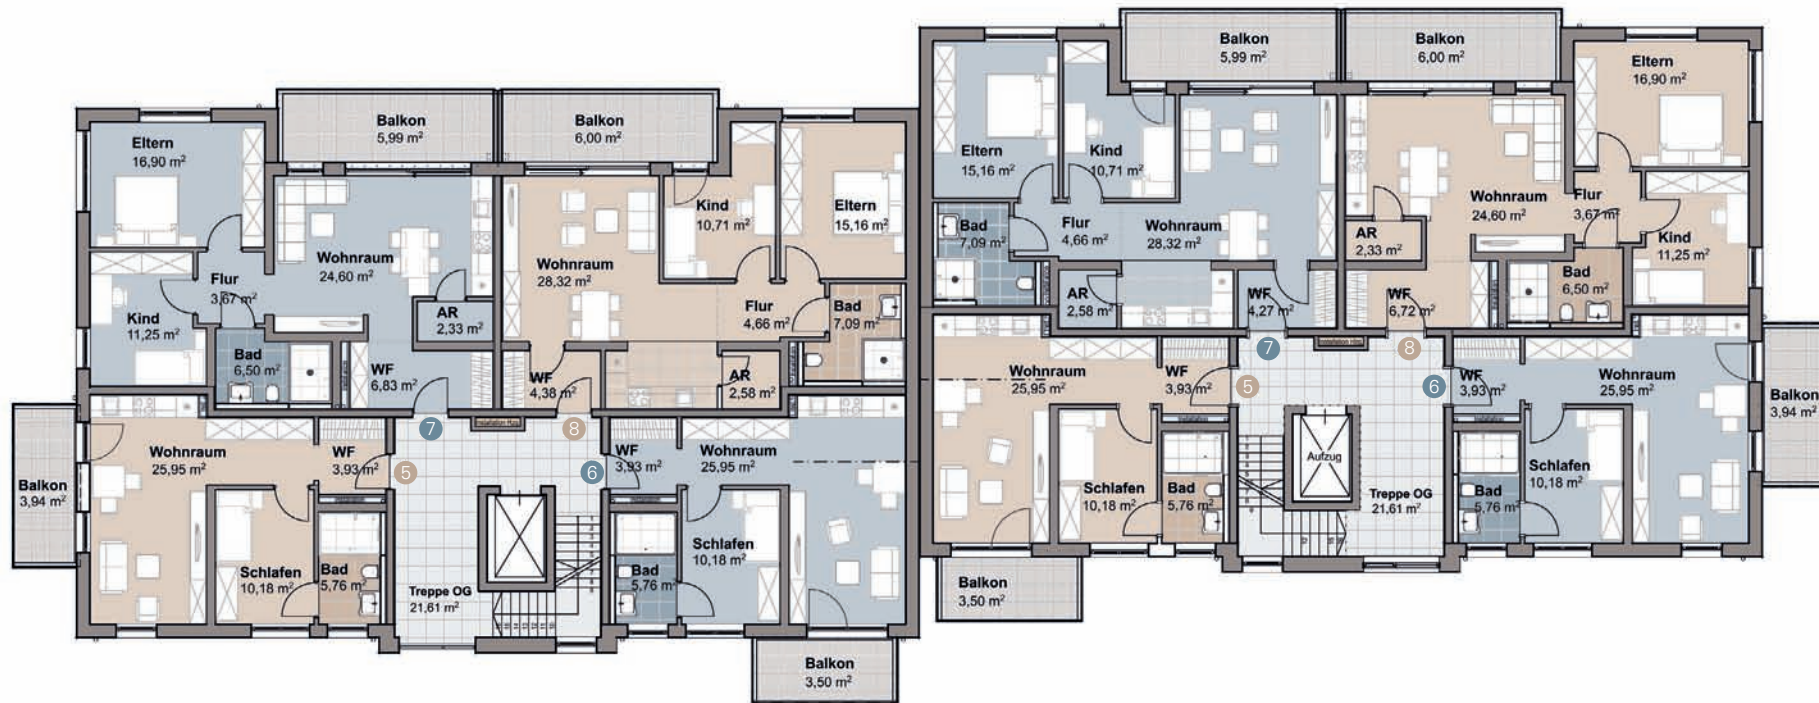 Balkon
5,99 m²
Balkon
6,00 m²
Eltern
16,90 m²
Wohnraum
24,60 m²
Flur
3,67 m²
Kind
11,25 m²
Bad
6,50 m²
AR
2,33 m²
WF
6,83 m²
7
Wohnraum
28,32 m²
Kind
10,71 m²
Eltern
15,16 m²
Flur
4,66 m²
Bad
7,09 m²
WF
4,38 m²
AR
2,58 m²
8
Wohnraum
25,95 m²
WF
3,93 m²
5
Balkon
3,94 m²
Schlafen
10,18 m²
Bad
5,76 m²
Treppe OG
21,61 m²
6
WF
3,93 m²
Wohnraum
25,95 m²
Bad
5,76 m²
Schlafen
10,18 m²
Balkon
3,50 m²
Balkon
5,99 m²
Balkon
6,00 m²
Eltern
15,16 m²
Kind
10,71 m²
Bad
7,09 m²
Flur
4,66 m²
Wohnraum
28,32 m²
AR
2,58 m²
WF
4,27 m²
7
Eltern
16,90 m²
Wohnraum
24,60 m²
Flur
3,67 m²
AR
2,33 m²
Kind
11,25 m²
Bad
6,50 m²
WF
6,72 m²
8
Wohnraum
25,95 m²
WF
3,93 m²
5
Schlafen
10,18 m²
Bad
5,76 m²
Balkon
3,50 m²
Aufzug
Treppe OG
21,61 m²
6
WF
3,93 m²
Wohnraum
25,95 m²
Bad
5,76 m²
Schlafen
10,18 m²
Balkon
3,94 m²